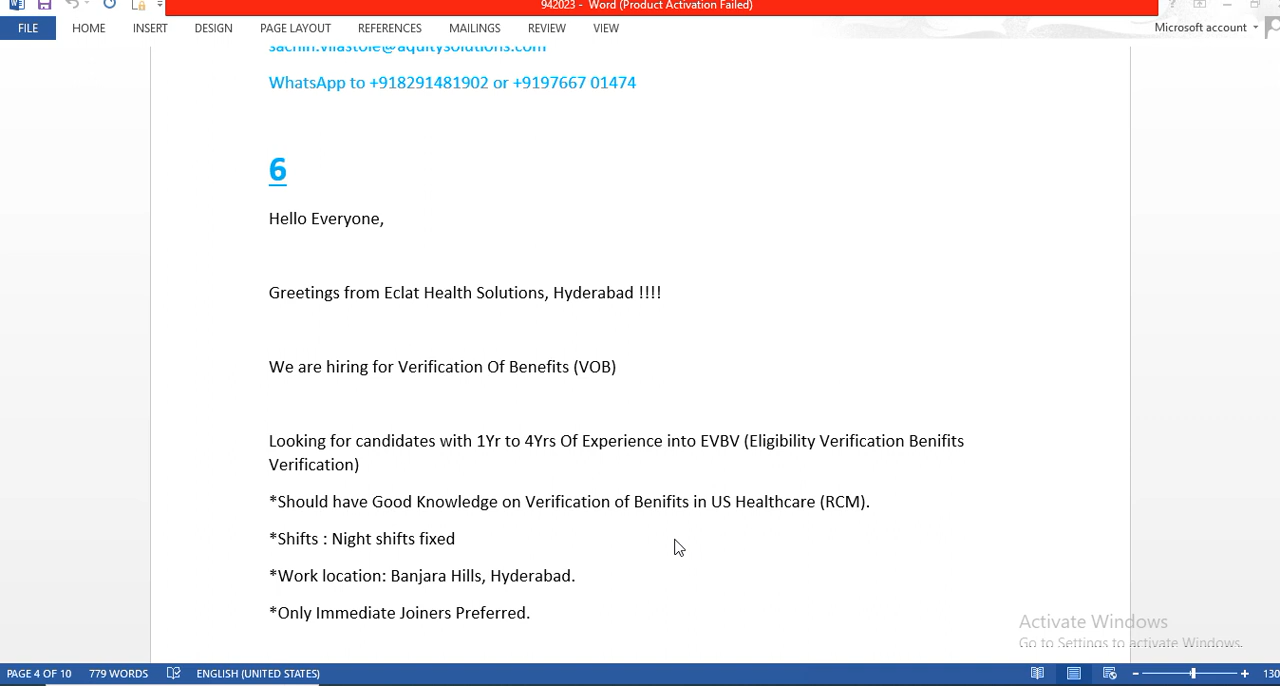 942023 - Word (Product Activation Failed)
FILE HOME INSERT DESIGN PAGE LAYOUT REFERENCES MAILINGS REVIEW VIEW Microsoft account
sachin.vilastole@aquitysolutions.com
WhatsApp to +918291481902 or +9197667 01474
6
Hello Everyone,
Greetings from Eclat Health Solutions, Hyderabad !!!!
We are hiring for Verification Of Benefits (VOB)
Looking for candidates with 1Yr to 4Yrs Of Experience into EVBV (Eligibility Verification Benifits
Verification)
*Should have Good Knowledge on Verification of Benifits in US Healthcare (RCM).
*Shifts : Night shifts fixed
*Work location: Banjara Hills, Hyderabad.
*Only Immediate Joiners Preferred.
Activate Windows
Go to Settings to activate Windows.
PAGE 4 OF 10 779 WORDS ENGLISH (UNITED STATES) 130